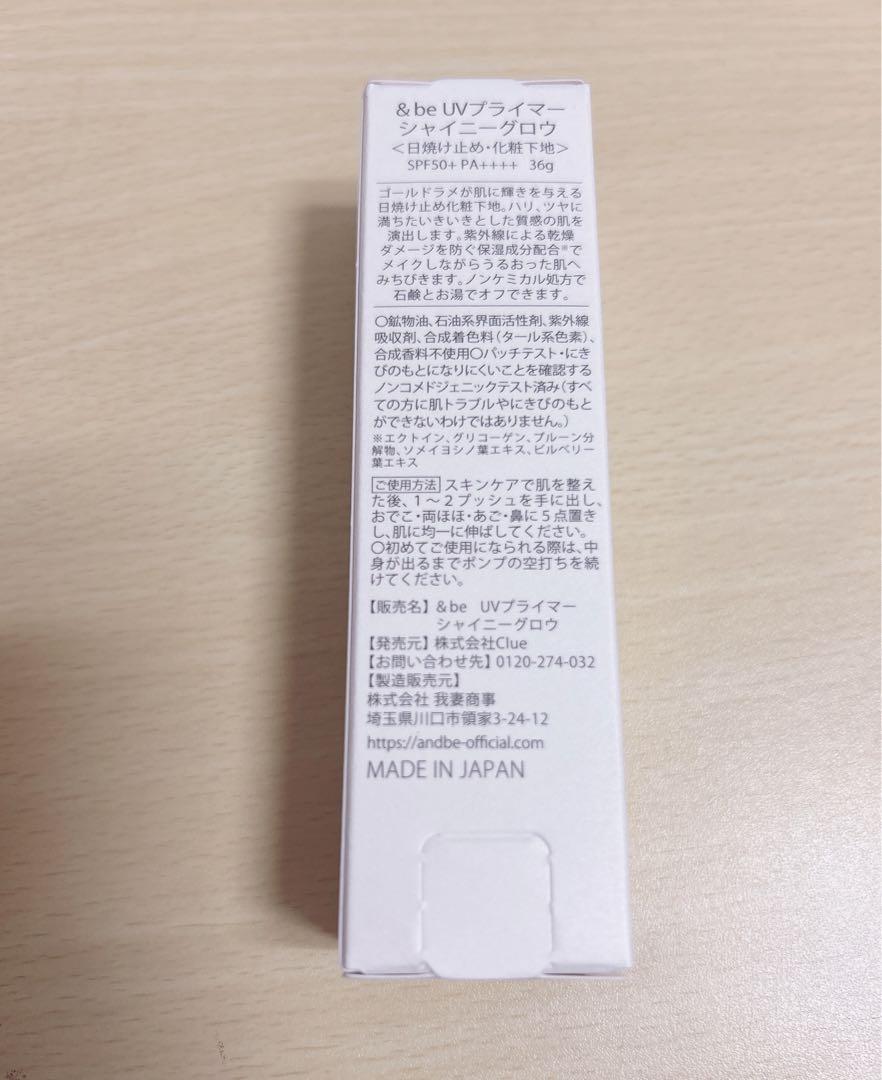 &be UVプライマー
シャイニーグロウ
＜日焼け止め・化粧下地＞
SPF50+ PA++++ 36g
ゴールドラメが肌に輝きを与える
日焼け止め化粧下地。ハリ、ツヤに
満ちたいきいきとした質感の肌を
演出します。紫外線による乾燥
ダメージを防ぐ保湿成分配合※で
メイクしながらうるおった肌へ
みちびきます。ノンケミカル処方で
石鹸とお湯でオフできます。
〇鉱物油、石油系界面活性剤、紫外線
吸収剤、合成着色料（タール系色素）、
合成香料不使用〇パッチテスト・にき
びのもとになりにくいことを確認する
ノンコメドジェニックテスト済み（すべ
ての方に肌トラブルやにきびのもと
ができないわけではありません。）
※エクトイン、グリコーゲン、プルーン分
解物、ソメイヨシノ葉エキス、ビルベリー
葉エキス
ご使用方法 スキンケアで肌を整え
た後、１～２プッシュを手に出し、
おでこ・両ほほ・あご・鼻に５点置き
し、肌に均一に伸ばしてください。
〇初めてご使用になられる際は、中
身が出るまでポンプの空打ちを続
けてください。
【販売名】&be UVプライマー
シャイニーグロウ
【発売元】株式会社Clue
【お問い合わせ先】0120-274-032
【製造販売元】
株式会社 我妻商事
埼玉県川口市領家3-24-12
https://andbe-official.com
MADE IN JAPAN